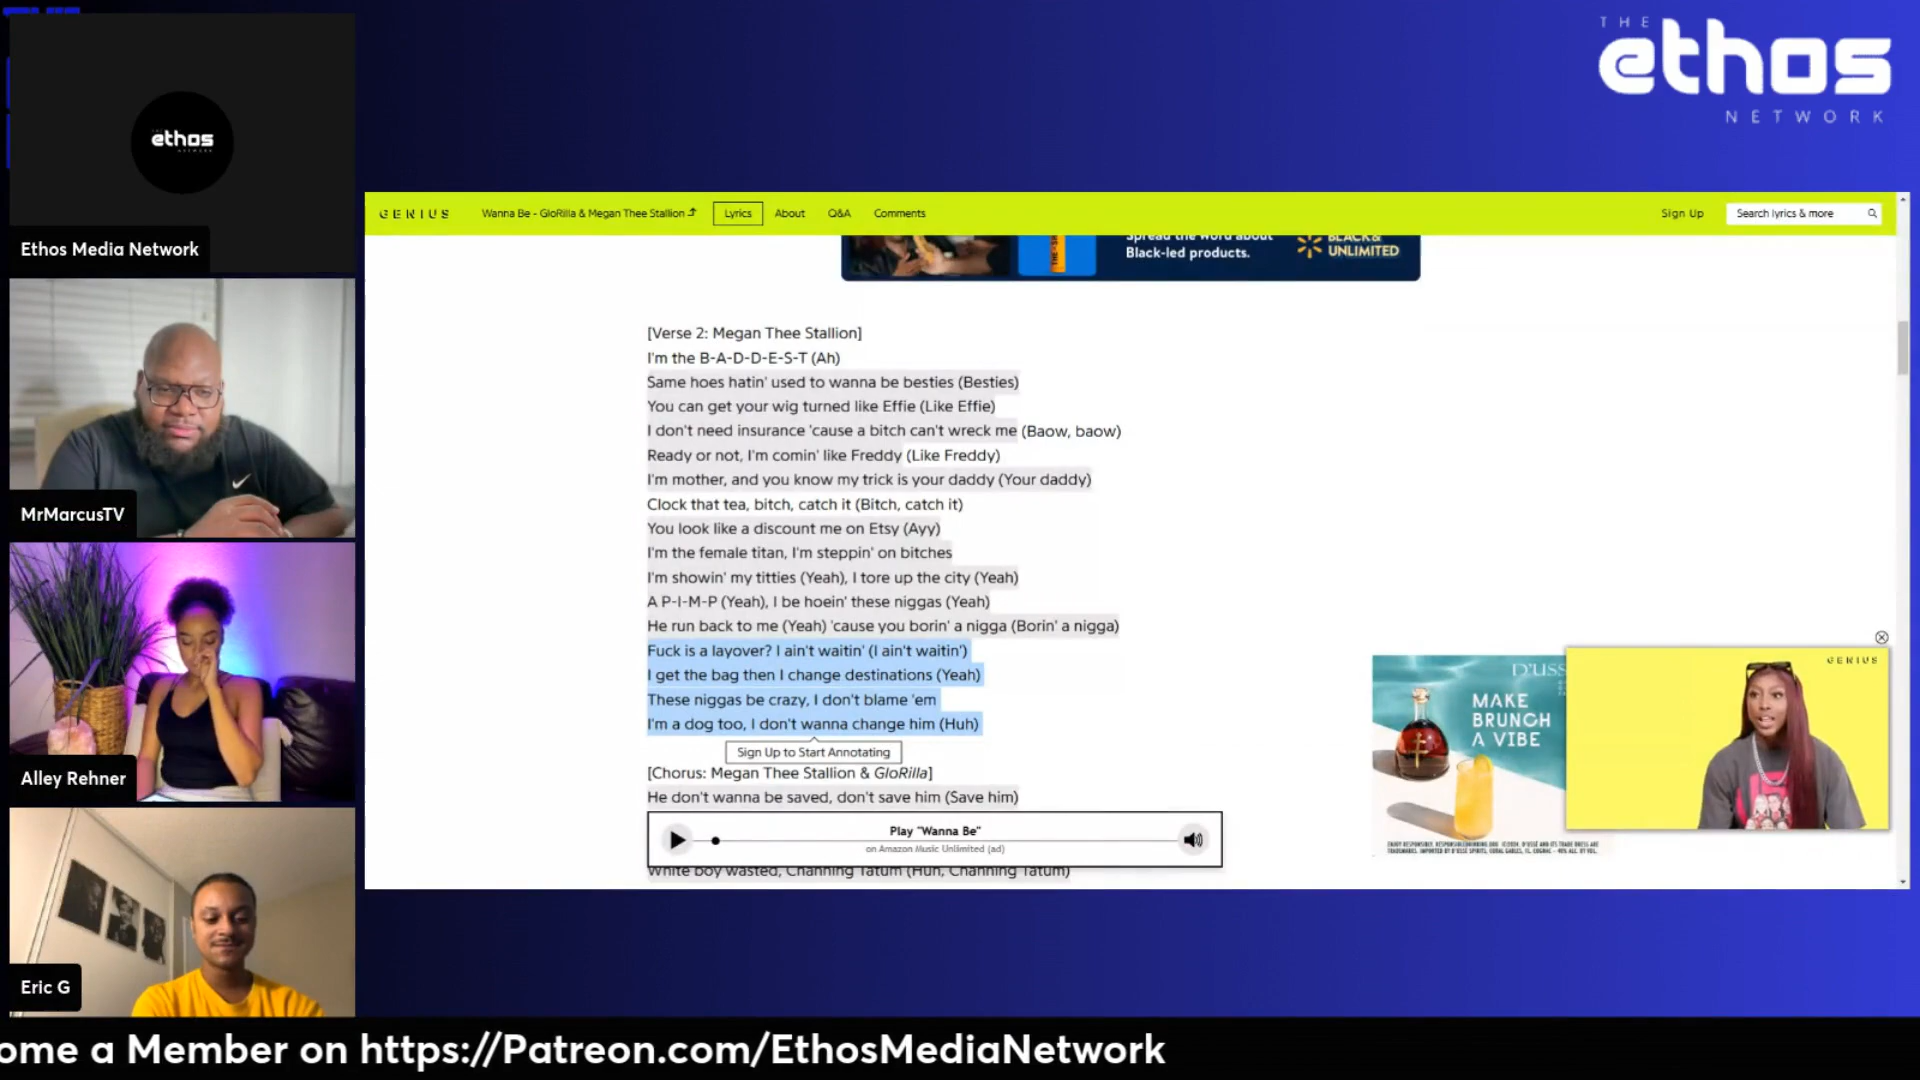 THE
ethos
NETWORK
ethos
NETWORK
Ethos Media Network
MrMarcusTV
Alley Rehner
Eric G
GENIUS
Wanna Be - GloRilla & Megan Thee Stallion
Lyrics
About
Q&A
Comments
Sign Up
Search lyrics & more
Spread the word about
Black-led products.
BLACK &
UNLIMITED
[Verse 2: Megan Thee Stallion]
I'm the B-A-D-D-E-S-T (Ah)
Same hoes hatin' used to wanna be besties (Besties)
You can get your wig turned like Effie (Like Effie)
I don't need insurance 'cause a bitch can't wreck me (Baow, baow)
Ready or not, I'm comin' like Freddy (Like Freddy)
I'm mother, and you know my trick is your daddy (Your daddy)
Clock that tea, bitch, catch it (Bitch, catch it)
You look like a discount me on Etsy (Ayy)
I'm the female titan, I'm steppin' on bitches
I'm showin' my titties (Yeah), I tore up the city (Yeah)
A P-I-M-P (Yeah), I be hoein' these niggas (Yeah)
He run back to me (Yeah) 'cause you borin' a nigga (Borin' a nigga)
Fuck is a layover? I ain't waitin' (I ain't waitin')
I get the bag then I change destinations (Yeah)
These niggas be crazy, I don't blame 'em
I'm a dog too, I don't wanna change him (Huh)
Sign Up to Start Annotating
[Chorus: Megan Thee Stallion & GloRilla]
He don't wanna be saved, don't save him (Save him)
Play "Wanna Be"
on Amazon Music Unlimited (ad)
White boy wasted, Channing Tatum (Huh, Channing Tatum)
D'USS
MAKE
BRUNCH
A VIBE
GENIUS
ome a Member on https://Patreon.com/EthosMediaNetwork